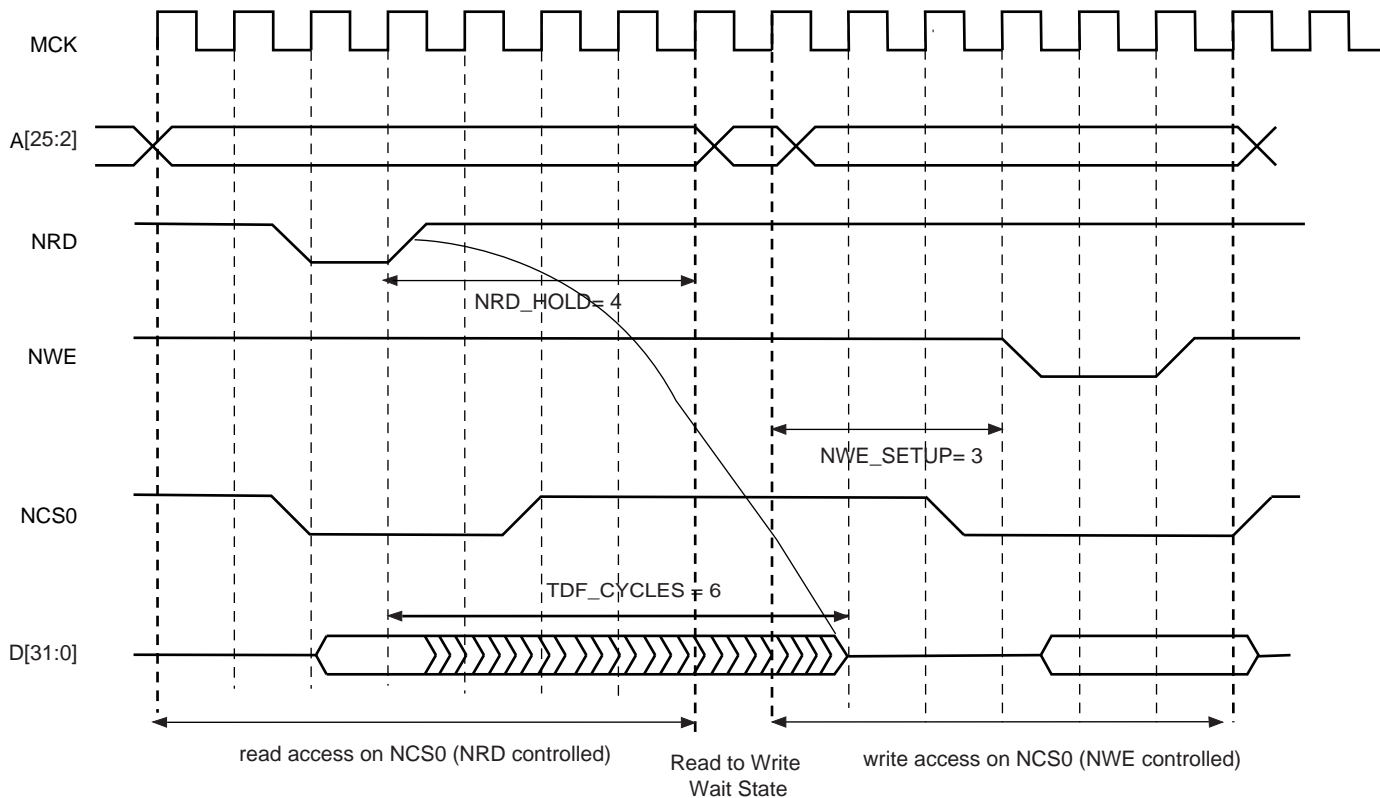 MCK
A[25:2]
NRD
NRD_HOLD= 4
NWE
NWE_SETUP= 3
NCS0
TDF_CYCLES = 6
D[31:0]
read access on NCS0 (NRD controlled)
Read to Write
Wait State
write access on NCS0 (NWE controlled)